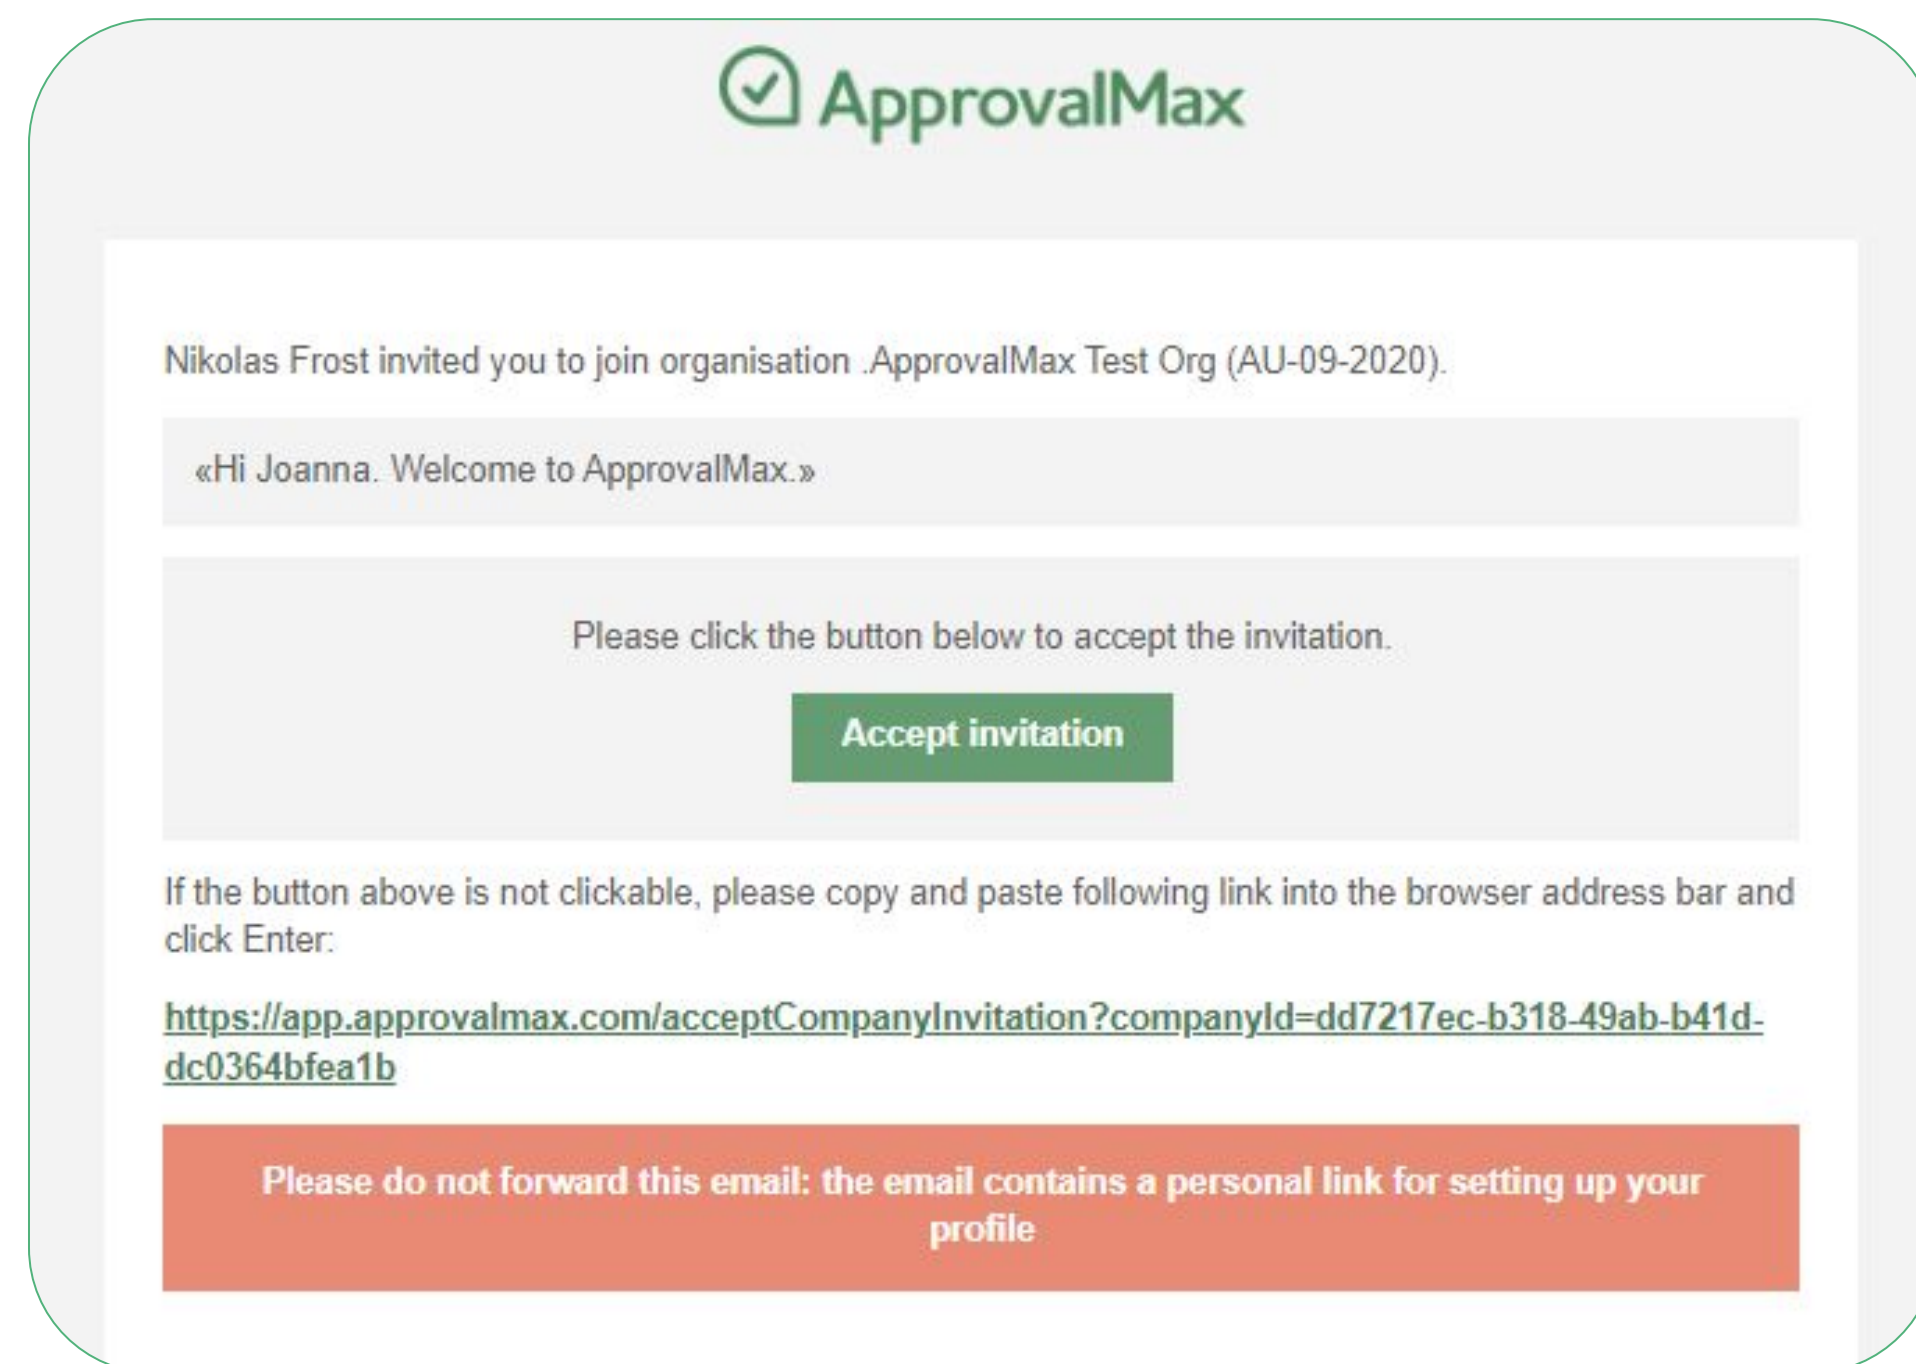 ApprovalMax
Nikolas Frost invited you to join organisation .ApprovalMax Test Org (AU-09-2020).
«Hi Joanna. Welcome to ApprovalMax.»
Please click the button below to accept the invitation.
Accept invitation
If the button above is not clickable, please copy and paste following link into the browser address bar and
click Enter:
https://app.approvalmax.com/acceptCompanyInvitation?companyId=dd7217ec-b318-49ab-b41d-
dc0364bfea1b
Please do not forward this email: the email contains a personal link for setting up your
profile